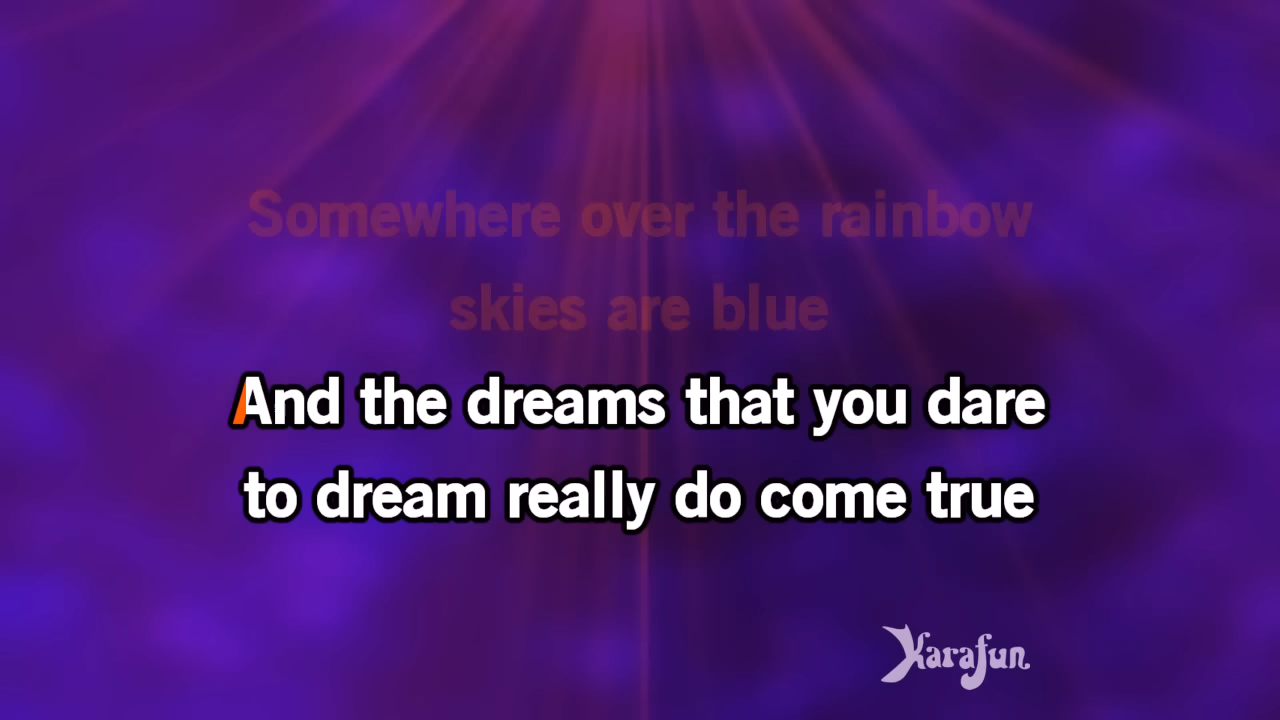 Somewhere over the rainbow
skies are blue
And the dreams that you dare
to dream really do come true
Karafun